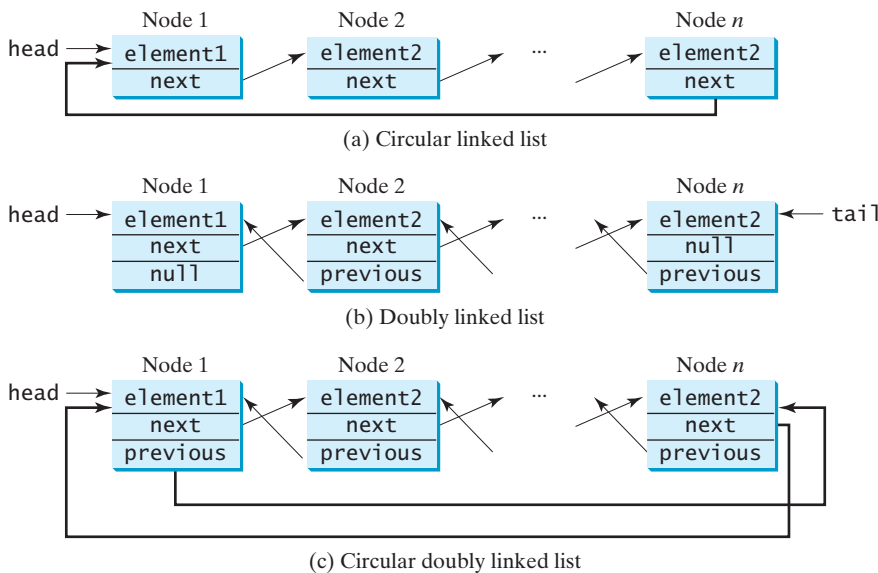 Node 1 Node 2 Node n
head element1 element2 ... element2
next next next
(a) Circular linked list
Node 1 Node 2 Node n
head element1 element2 ... element2 tail
next next null
null previous previous
(b) Doubly linked list
Node 1 Node 2 Node n
head element1 element2 ... element2
next next next
previous previous previous
(c) Circular doubly linked list